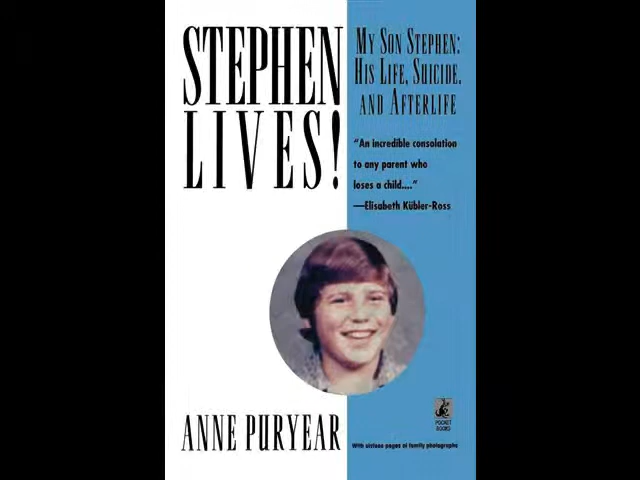 STEPHEN
LIVES!
MY SON STEPHEN:
HIS LIFE, SUICIDE,
AND AFTERLIFE
“An incredible consolation
to any parent who
loses a child....”
—Elisabeth Kübler-Ross
ANNE PURYEAR
POCKET
BOOKS
With sixteen pages of family photographs